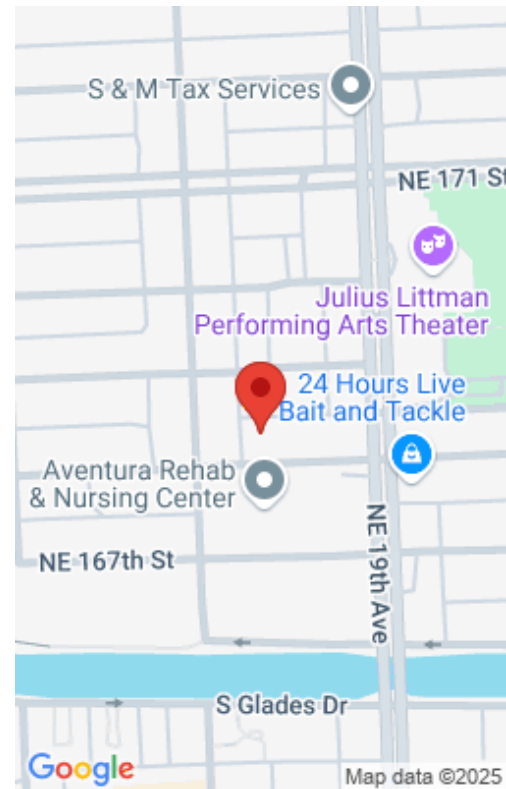 S & M Tax Services
NE 171 St
Julius Littman
Performing Arts Theater
24 Hours Live
Bait and Tackle
Aventura Rehab
& Nursing Center
NE 167th St
NE 19th Ave
S Glades Dr
Google
Map data ©2025